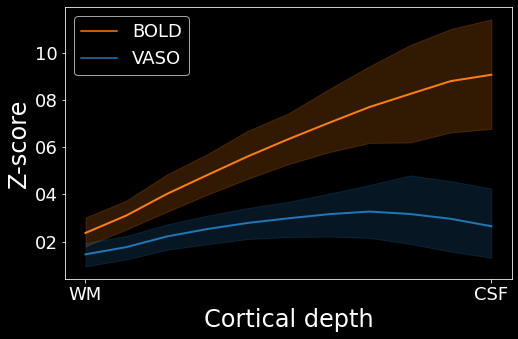 BOLD
VASO
Z-score
10
08
06
04
02
WM
CSF
Cortical depth